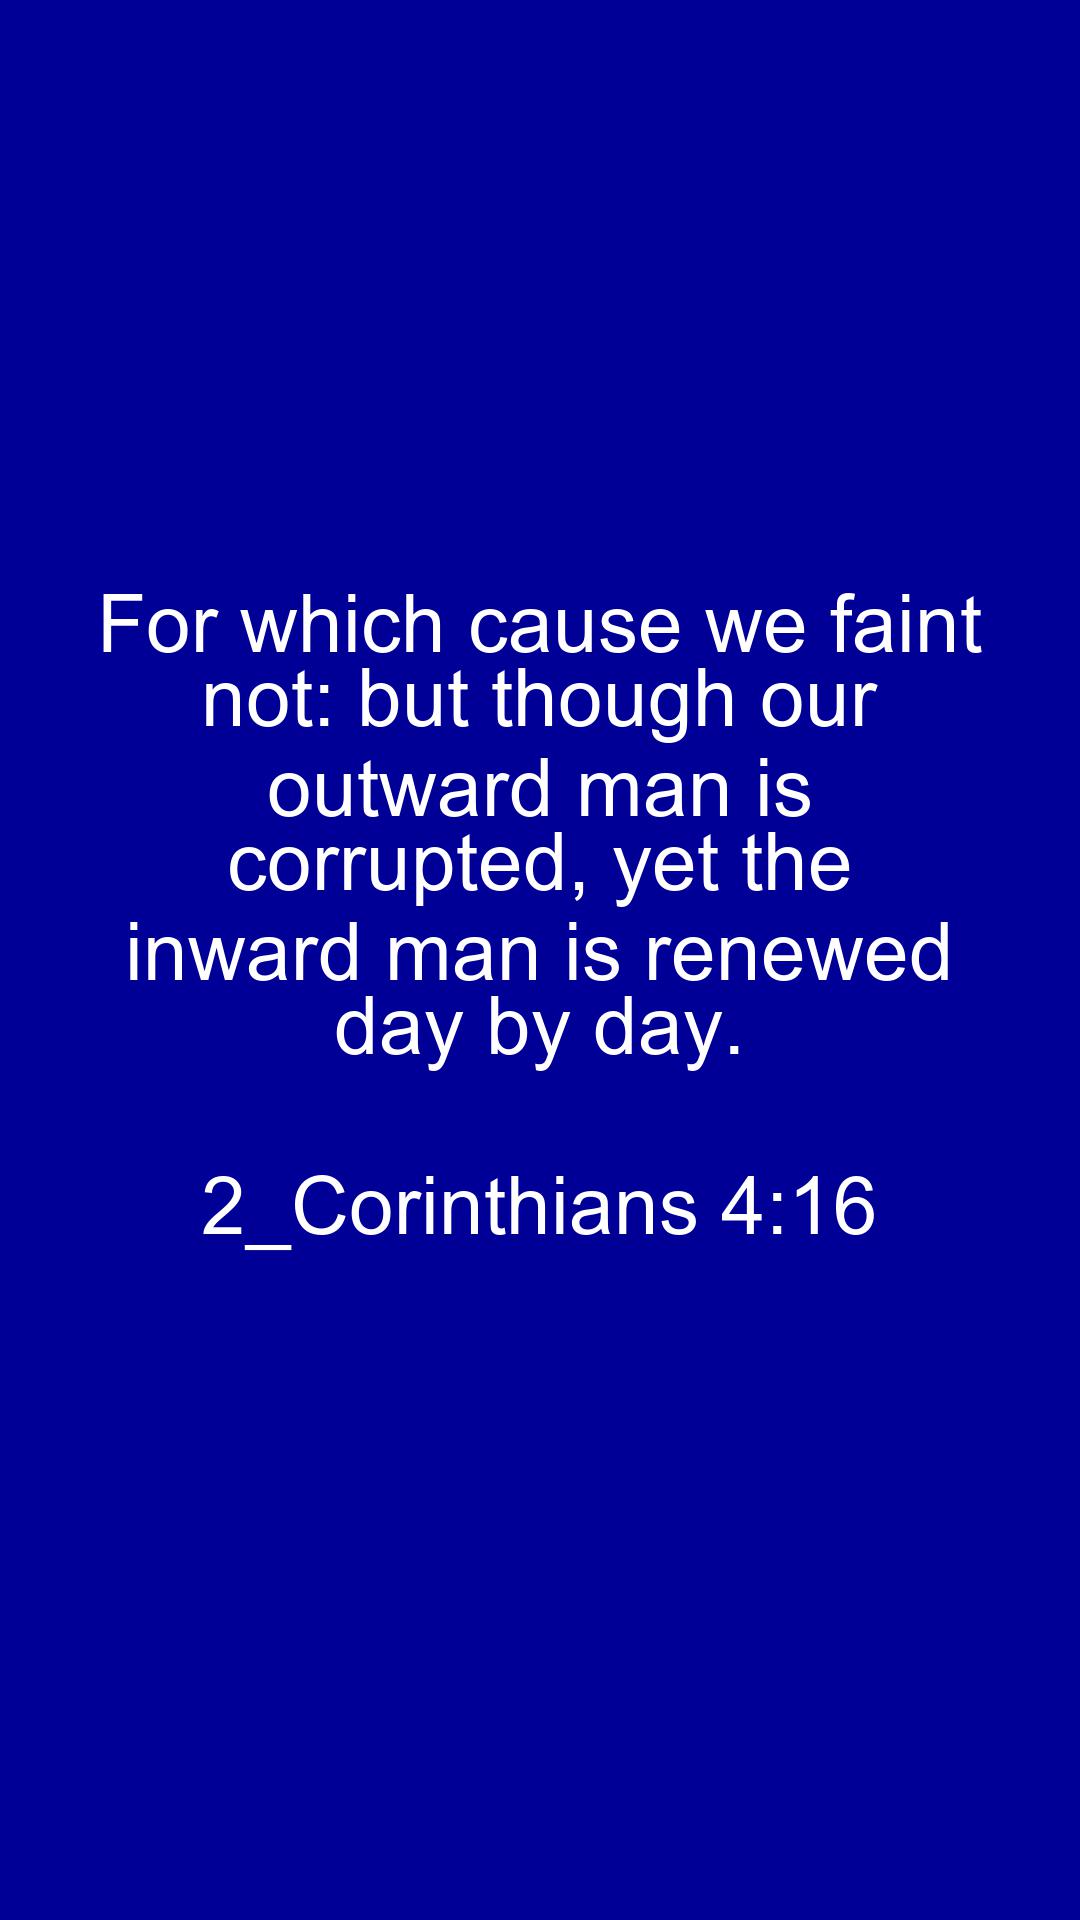 For which cause we faint
not: but though our
outward man is
corrupted, yet the
inward man is renewed
day by day.
2_Corinthians 4:16